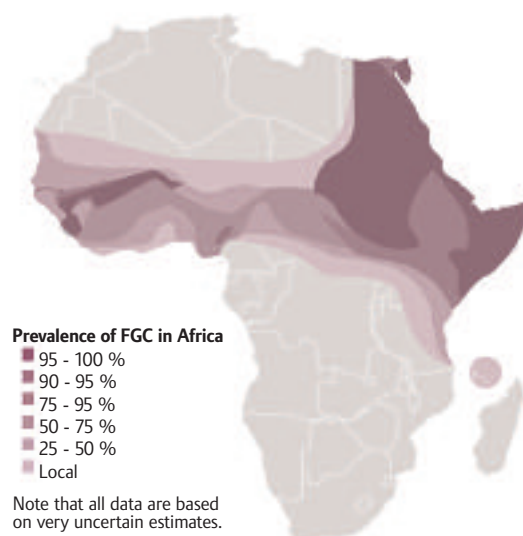 Prevalence of FGC in Africa
95 - 100 %
90 - 95 %
75 - 95 %
50 - 75 %
25 - 50 %
Local
Note that all data are based
on very uncertain estimates.